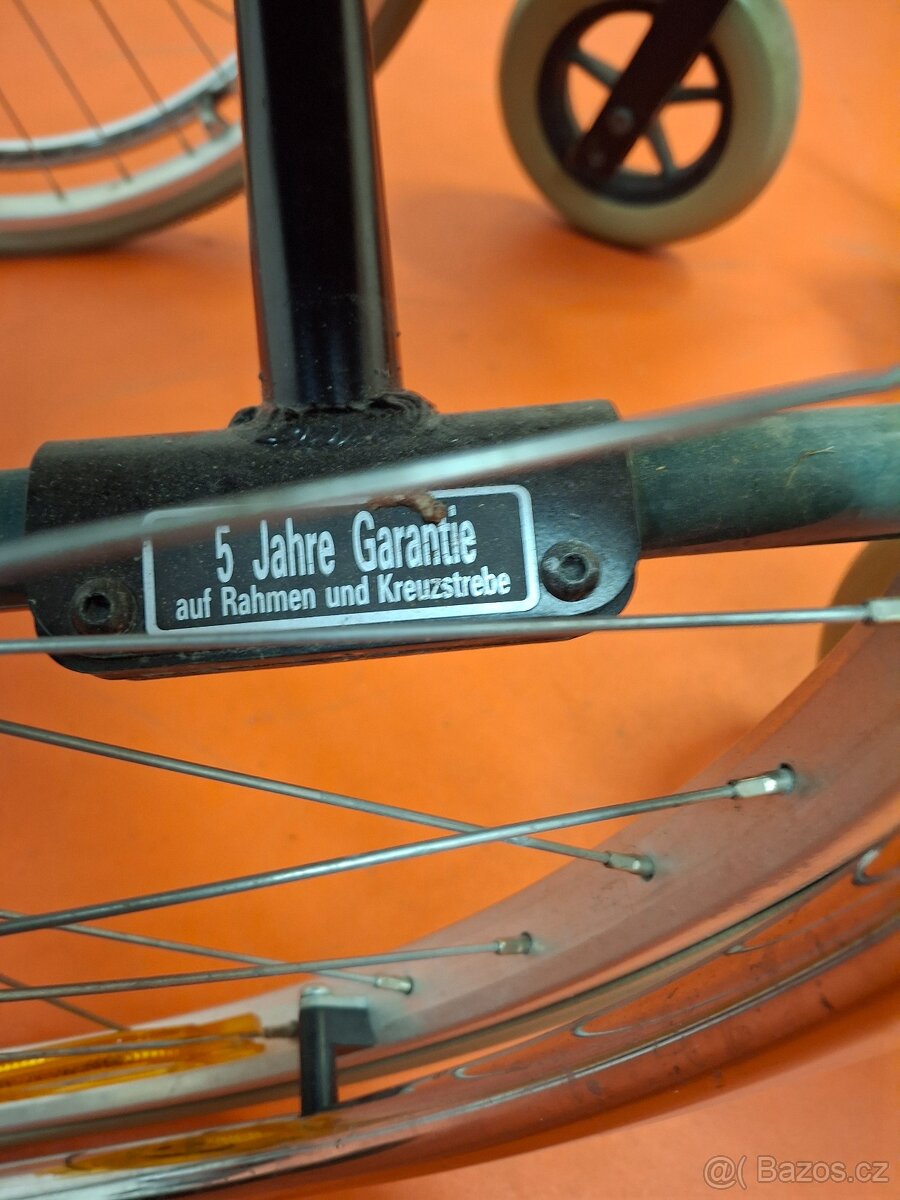 5 Jahre Garantie
auf Rahmen und Kreuzstrebe
@( Bazos.cz